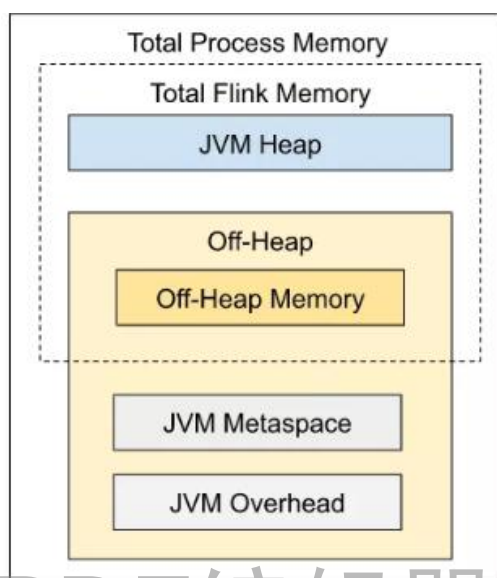 Total Process Memory
Total Flink Memory
JVM Heap
Off-Heap
Off-Heap Memory
JVM Metaspace
JVM Overhead